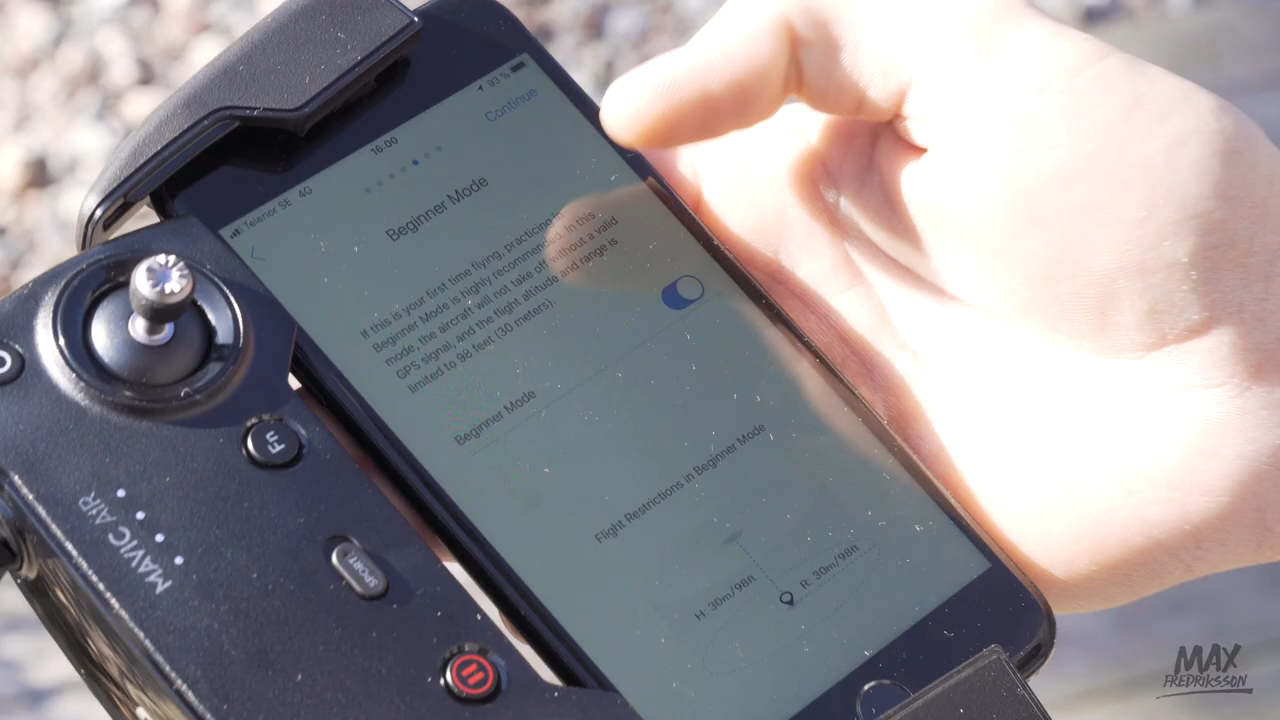 Telenor SE 4G 16:00 93 %
Continue
Beginner Mode
If this is your first time flying, practicing in
Beginner Mode is highly recommended. In this
mode, the aircraft will not take off without a valid
GPS signal, and the flight altitude and range is
limited to 98 feet (30 meters).
Beginner Mode
Flight Restrictions in Beginner Mode
H: 30m/98ft
R: 30m/98ft
Fn
MAVIC AIR
SPORT
MAX
FREDRIKSSON